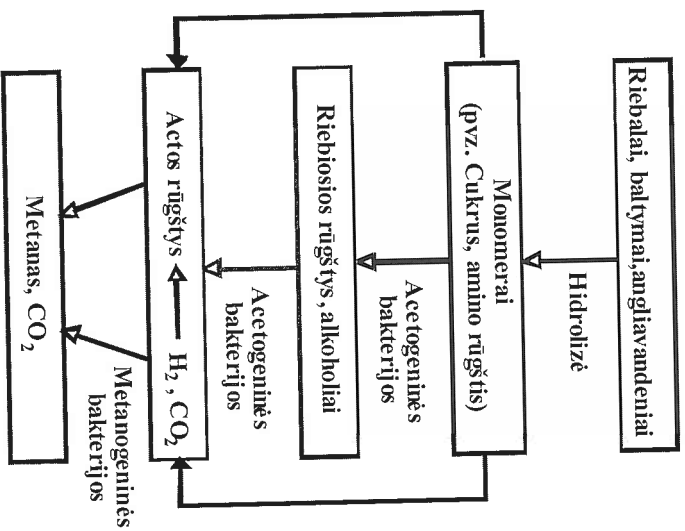 Riebalai, baltymai,angliavandeniai
Hidrolizė
Monomerai
(pvz. Cukrus, amino rūgštis)
Acetogeninės
bakterijos
Riebiosios rūgštys, alkoholiai
Acetogeninės
bakterijos
Actos rūgštys
H₂ , CO₂
Metanogeninės
bakterijos
Metanas, CO₂